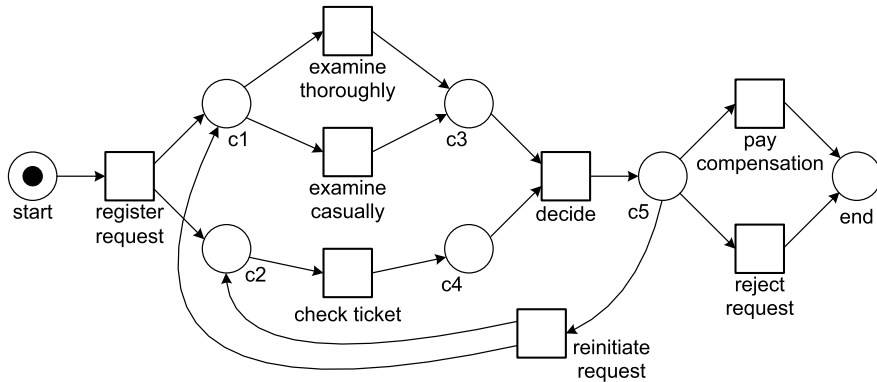 examine
thoroughly
c1
c3
examine
casually
start
register
request
decide
c5
pay
compensation
end
c2
c4
check ticket
reject
request
reinitiate
request